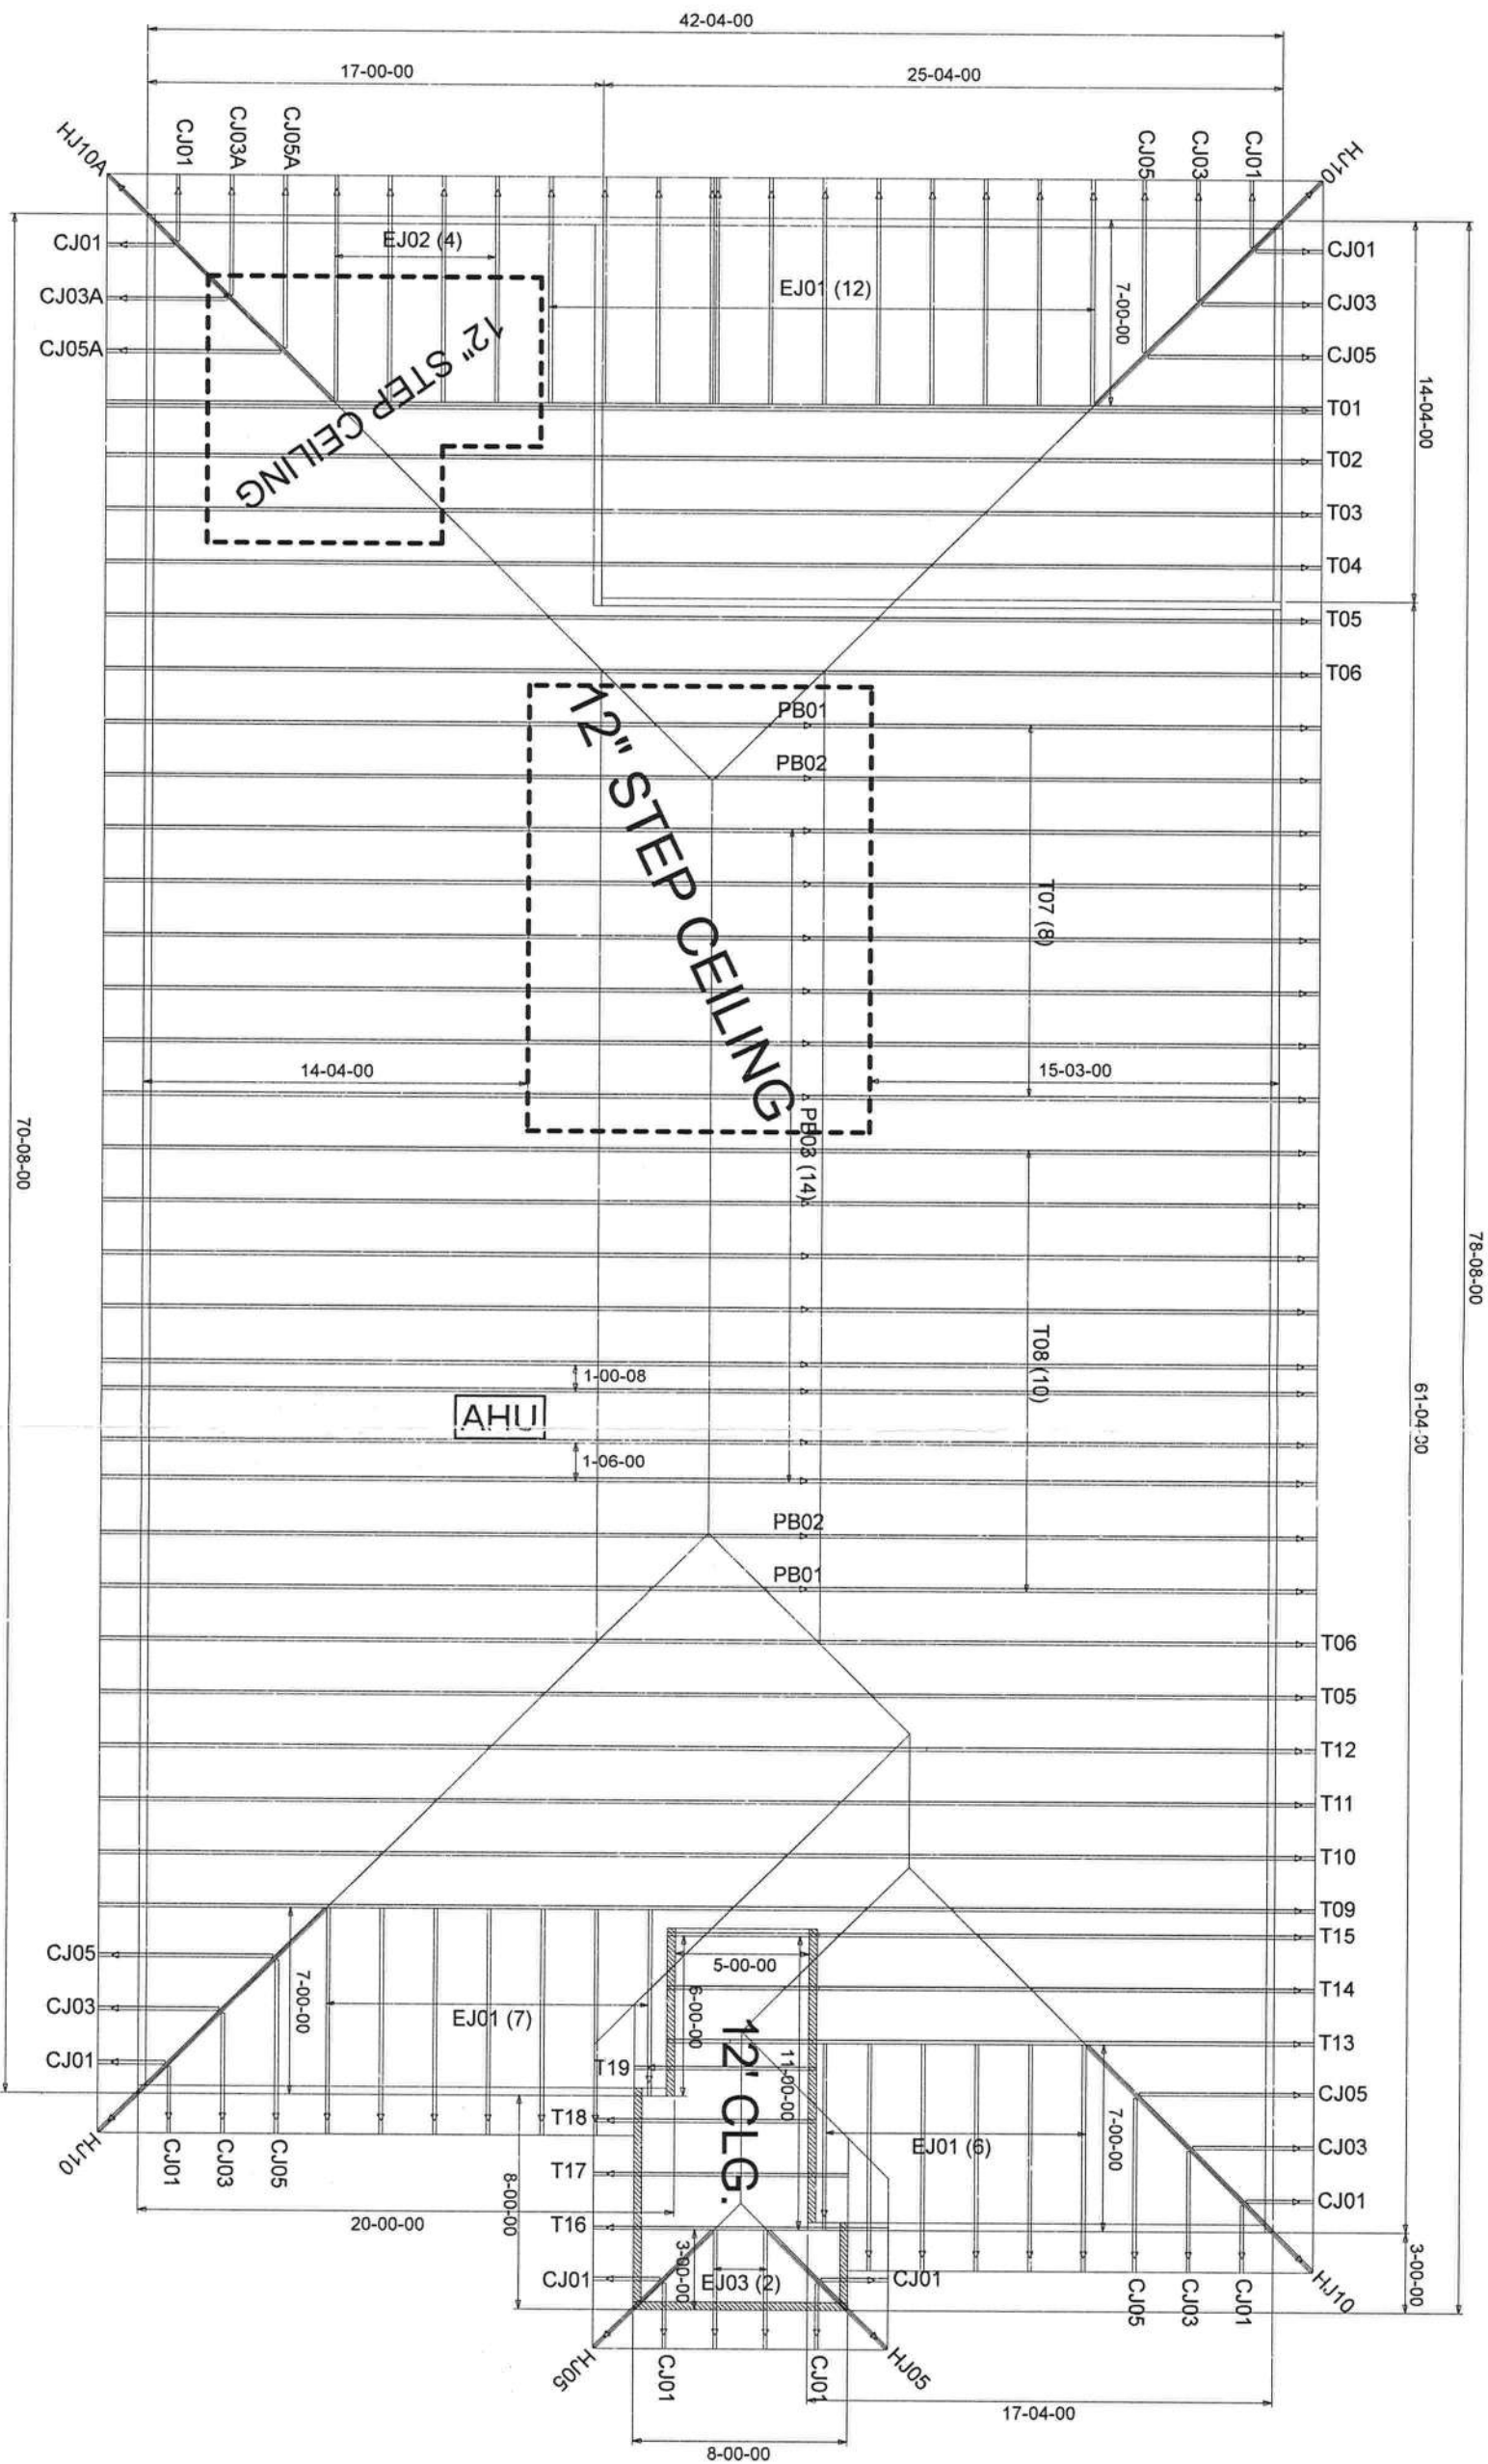 42-04-00
17-00-00
25-04-00
HJ10A
CJ01
CJ03A
CJ05A
CJ05
CJ03
CJ01
HJ10
CJ01
CJ03A
CJ05A
EJ02 (4)
EJ01 (12)
7-00-00
CJ01
CJ03
CJ05
12" STEP CEILING
14-04-00
T01
T02
T03
T04
T05
T06
12" STEP CEILING
PB01
PB02
T07 (8)
14-04-00
15-03-00
PB03 (14)
70-08-00
78-08-00
61-04-00
T08 (10)
1-00-08
AHU
1-06-00
PB02
PB01
T06
T05
T12
T11
T10
T09
T15
T14
T13
5-00-00
6-00-00
11-00-00
CJ05
CJ03
CJ01
7-00-00
EJ01 (7)
T19
T18
T17
T16
12' CLG.
EJ01 (6)
7-00-00
CJ05
CJ03
CJ01
HJ10
CJ01
CJ03
CJ05
20-00-00
8-00-00
3-00-00
CJ01
EJ03 (2)
CJ01
CJ05
CJ03
CJ01
HJ10
3-00-00
HJ05
CJ01
CJ01
HJ05
17-04-00
8-00-00